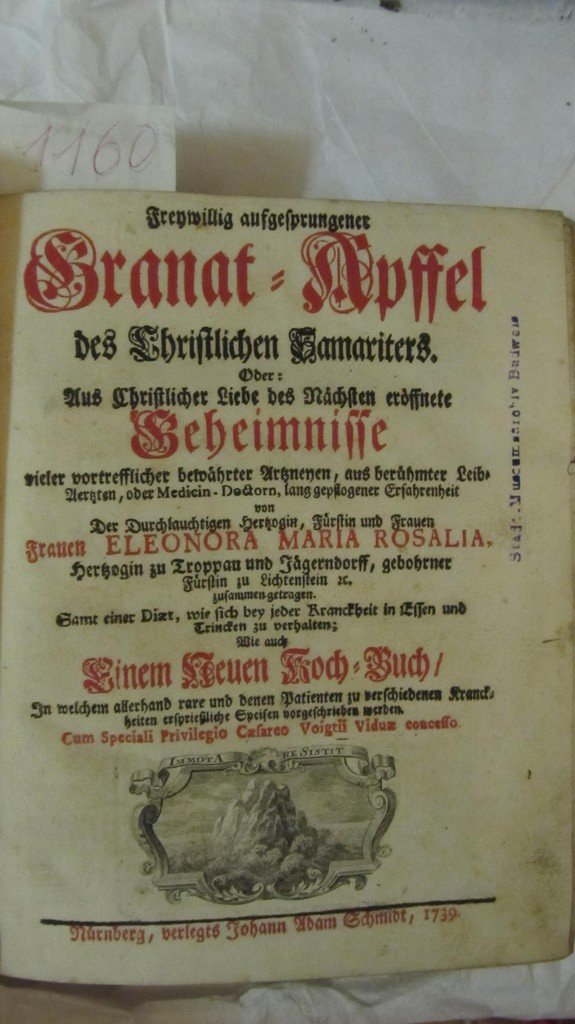 1160
Freywillig aufgesprungener
Granat-Apffel
des Christlichen Samariters.
Oder:
Aus Christlicher Liebe des Nächsten eröffnete
Geheimnisse
vieler vortrefflicher bewährter Artzneyen, aus berühmter Leib-
Aertzten, oder Medicin-Doctorn, lang gepflogener Erfahrenheit
von
Der Durchlauchtigen Hertzogin, Fürstin und Frauen
Frauen ELEONORA MARIA ROSALIA,
Hertzogin zu Troppau und Jägerndorff, gebohrner
Fürstin zu Lichtenstein ꝛc.
zusammen getragen.
Samt einer Diæt, wie sich bey jeder Kranckheit in Essen und
Trincken zu verhalten;
Wie auch
Einem Neuen Koch-Buch/
In welchem allerhand rare und denen Patienten zu verschiedenen Kranck-
heiten ersprießliche Speisen vorgeschrieben werden.
Cum Speciali Privilegio Cæsareo Voigtii Viduæ concesso.
IMMOTA RESISTIT
Nürnberg, verlegts Johann Adam Schmidt, 1739.
Budweis